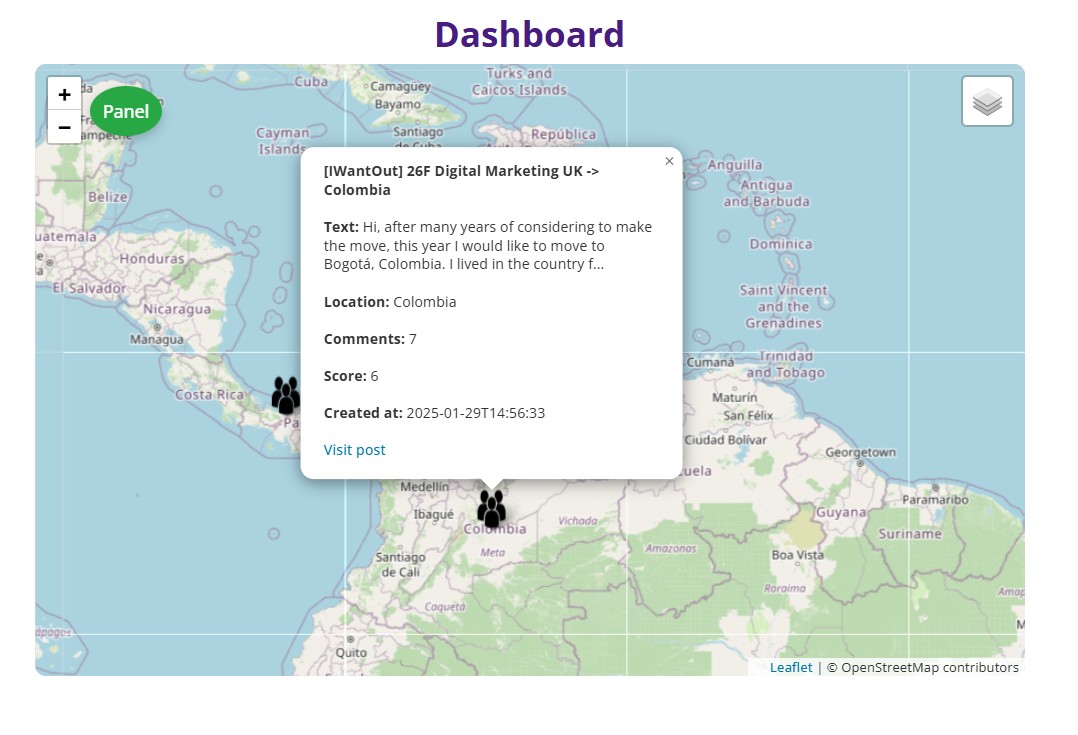 Dashboard
+
−
Panel
Cuba
Camagüey
Bayamo
Santiago
de Cuba
Turks and
Caicos Islands
Cayman
Islands
República
Belize
Honduras
El Salvador
Nicaragua
Managua
Costa Rica
Anguilla
Antigua
and Barbuda
Dominica
Saint Vincent
and the
Grenadines
Trinidad
and Tobago
×
[IWantOut] 26F Digital Marketing UK ->
Colombia
Text: Hi, after many years of considering to make
the move, this year I would like to move to
Bogotá, Colombia. I lived in the country f...
Location: Colombia
Comments: 7
Score: 6
Created at: 2025-01-29T14:56:33
Visit post
Cumaná
Maturín
San Félix
Ciudad Bolívar
Georgetown
Paramaribo
Guyana
Suriname
Medellín
Ibagué
Colombia
Vichada
Meta
Santiago
de Cali
Caquetá
Quito
Amazonas
Boa Vista
Roraima
Leaflet | © OpenStreetMap contributors